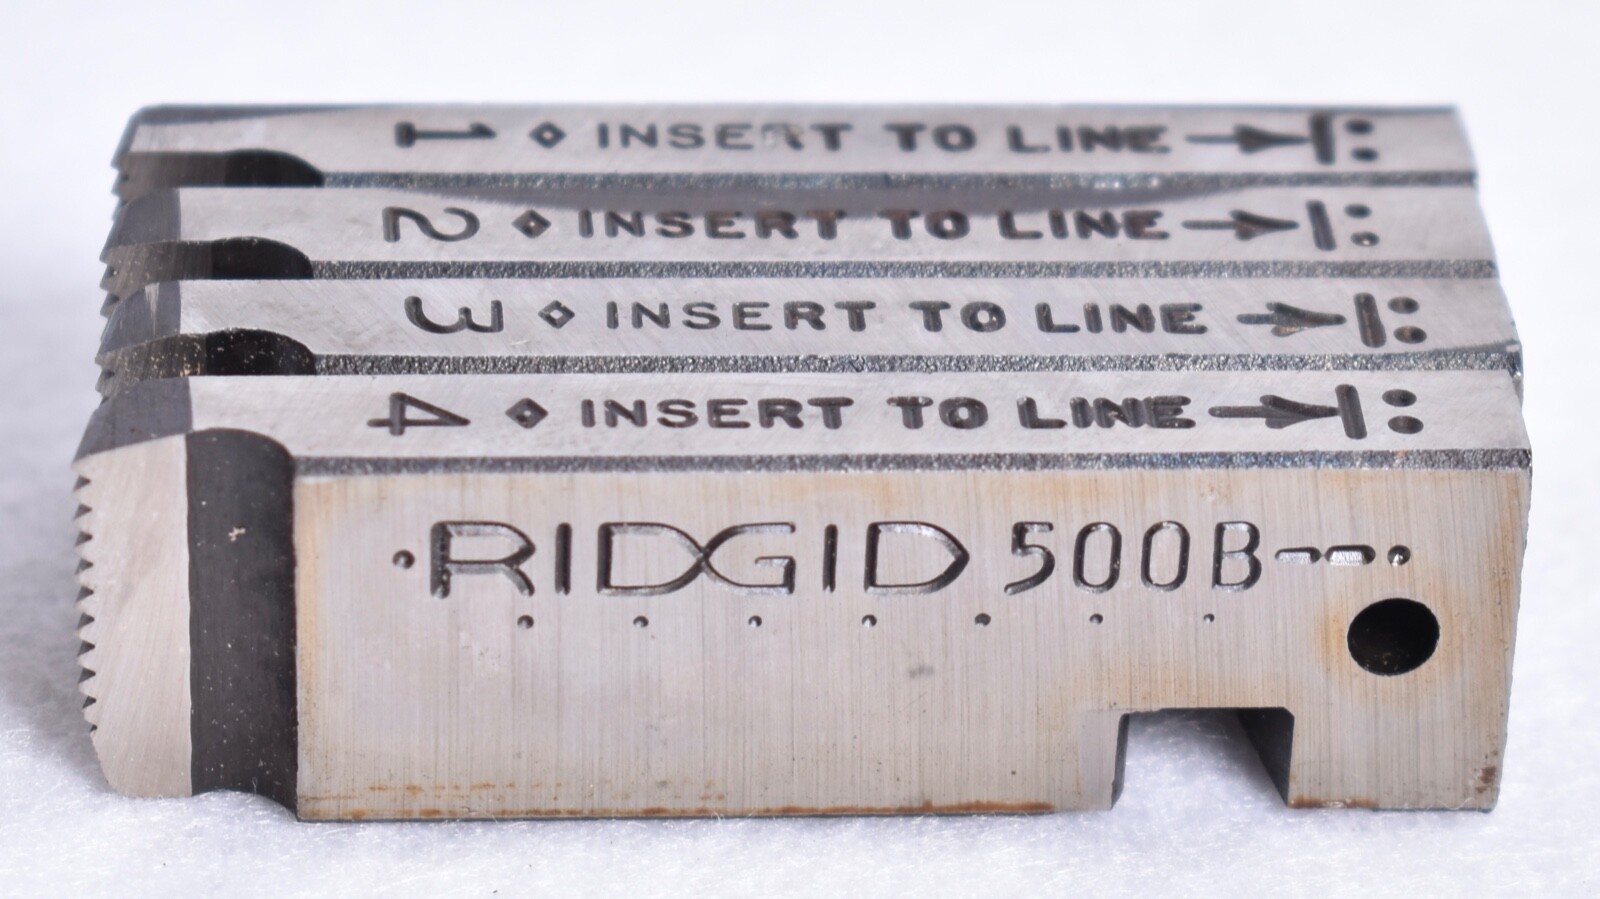 1 ◇ INSERT TO LINE
2 ◇ INSERT TO LINE
3 ◇ INSERT TO LINE
4 ◇ INSERT TO LINE
RIDGID 500B